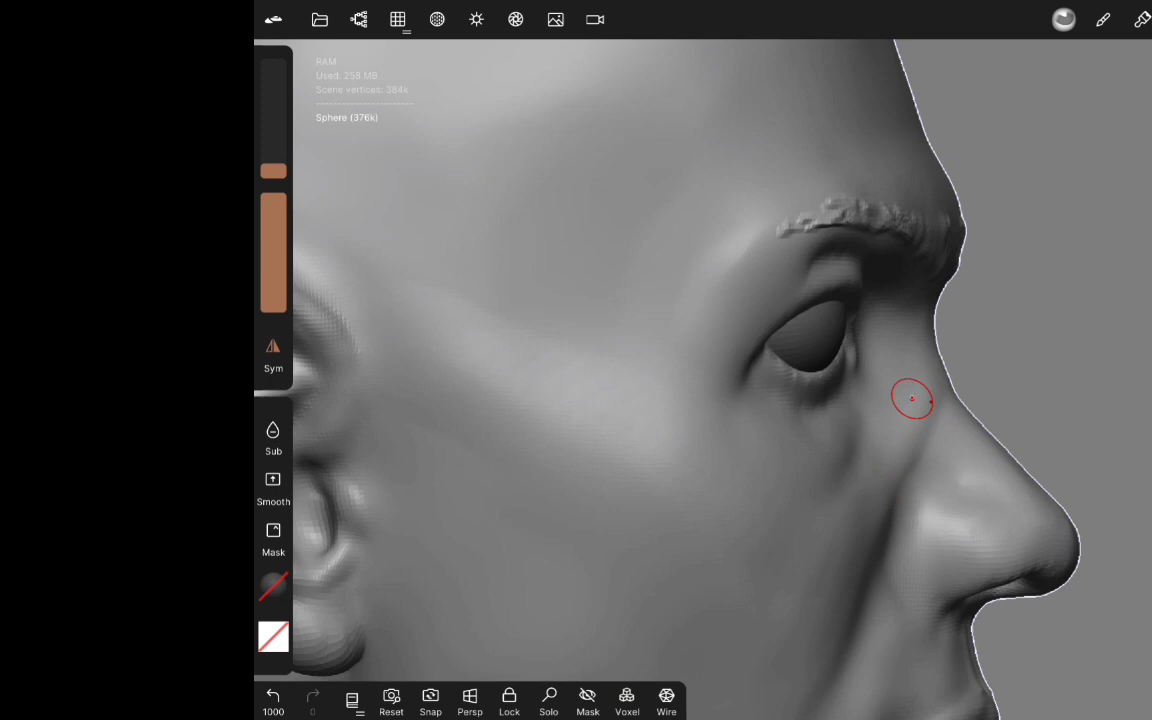 RAM
Used: 258 MB
Scene vertices: 384k
Sphere (376k)
Sym
Sub
Smooth
Mask
1000
0
Reset
Snap
Persp
Lock
Solo
Mask
Voxel
Wire